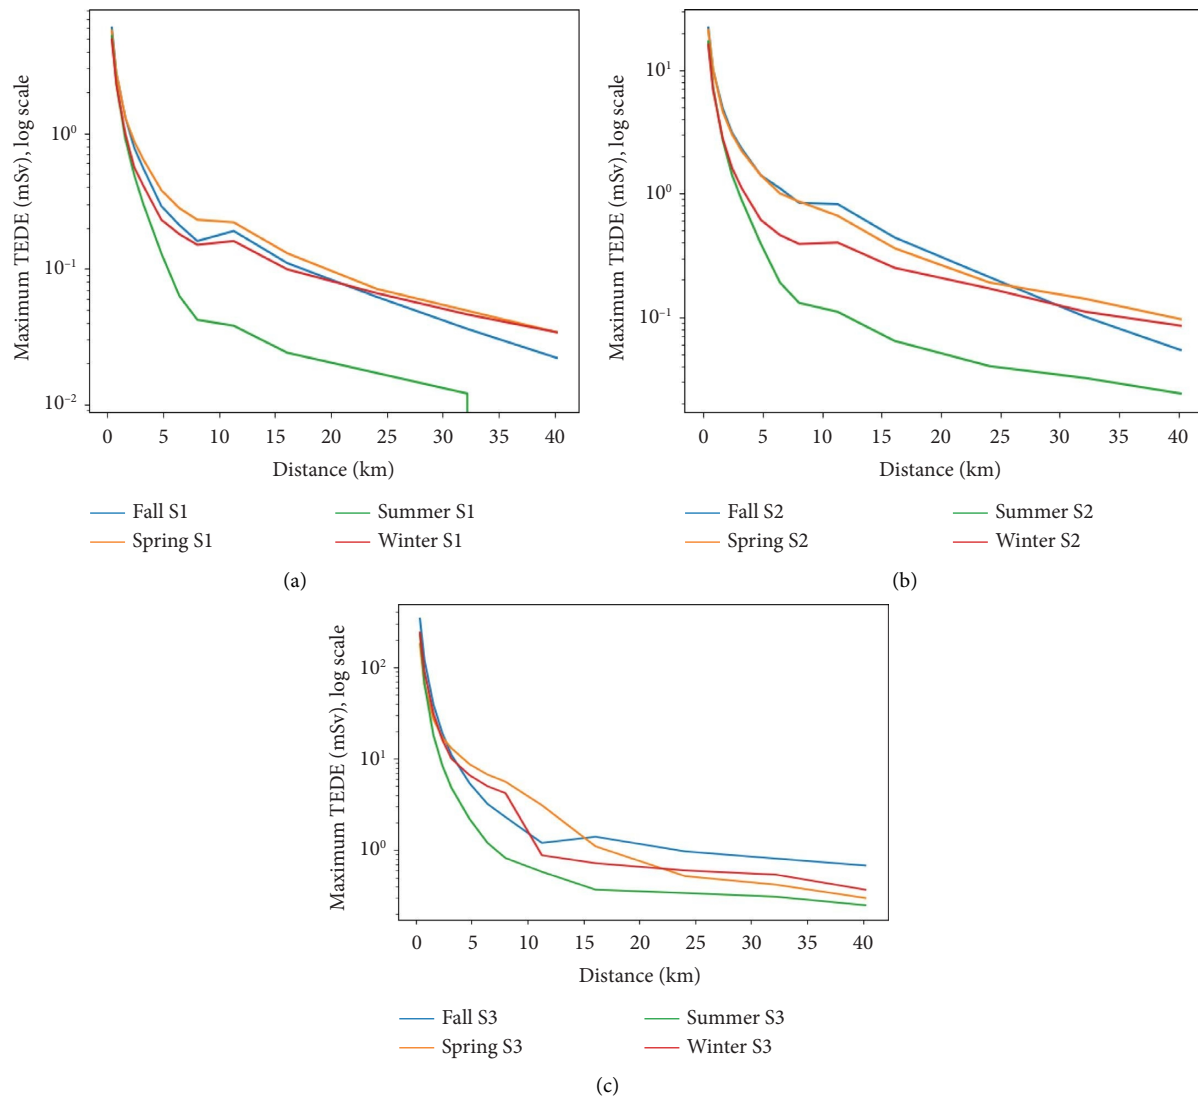 Maximum TEDE (mSv), log scale
10⁰
10⁻¹
10⁻²
0 5 10 15 20 25 30 35 40
Distance (km)
Fall S1 Summer S1
Spring S1 Winter S1
(a)
Maximum TEDE (mSv), log scale
10¹
10⁰
10⁻¹
0 5 10 15 20 25 30 35 40
Distance (km)
Fall S2 Summer S2
Spring S2 Winter S2
(b)
Maximum TEDE (mSv), log scale
10²
10¹
10⁰
0 5 10 15 20 25 30 35 40
Distance (km)
Fall S3 Summer S3
Spring S3 Winter S3
(c)